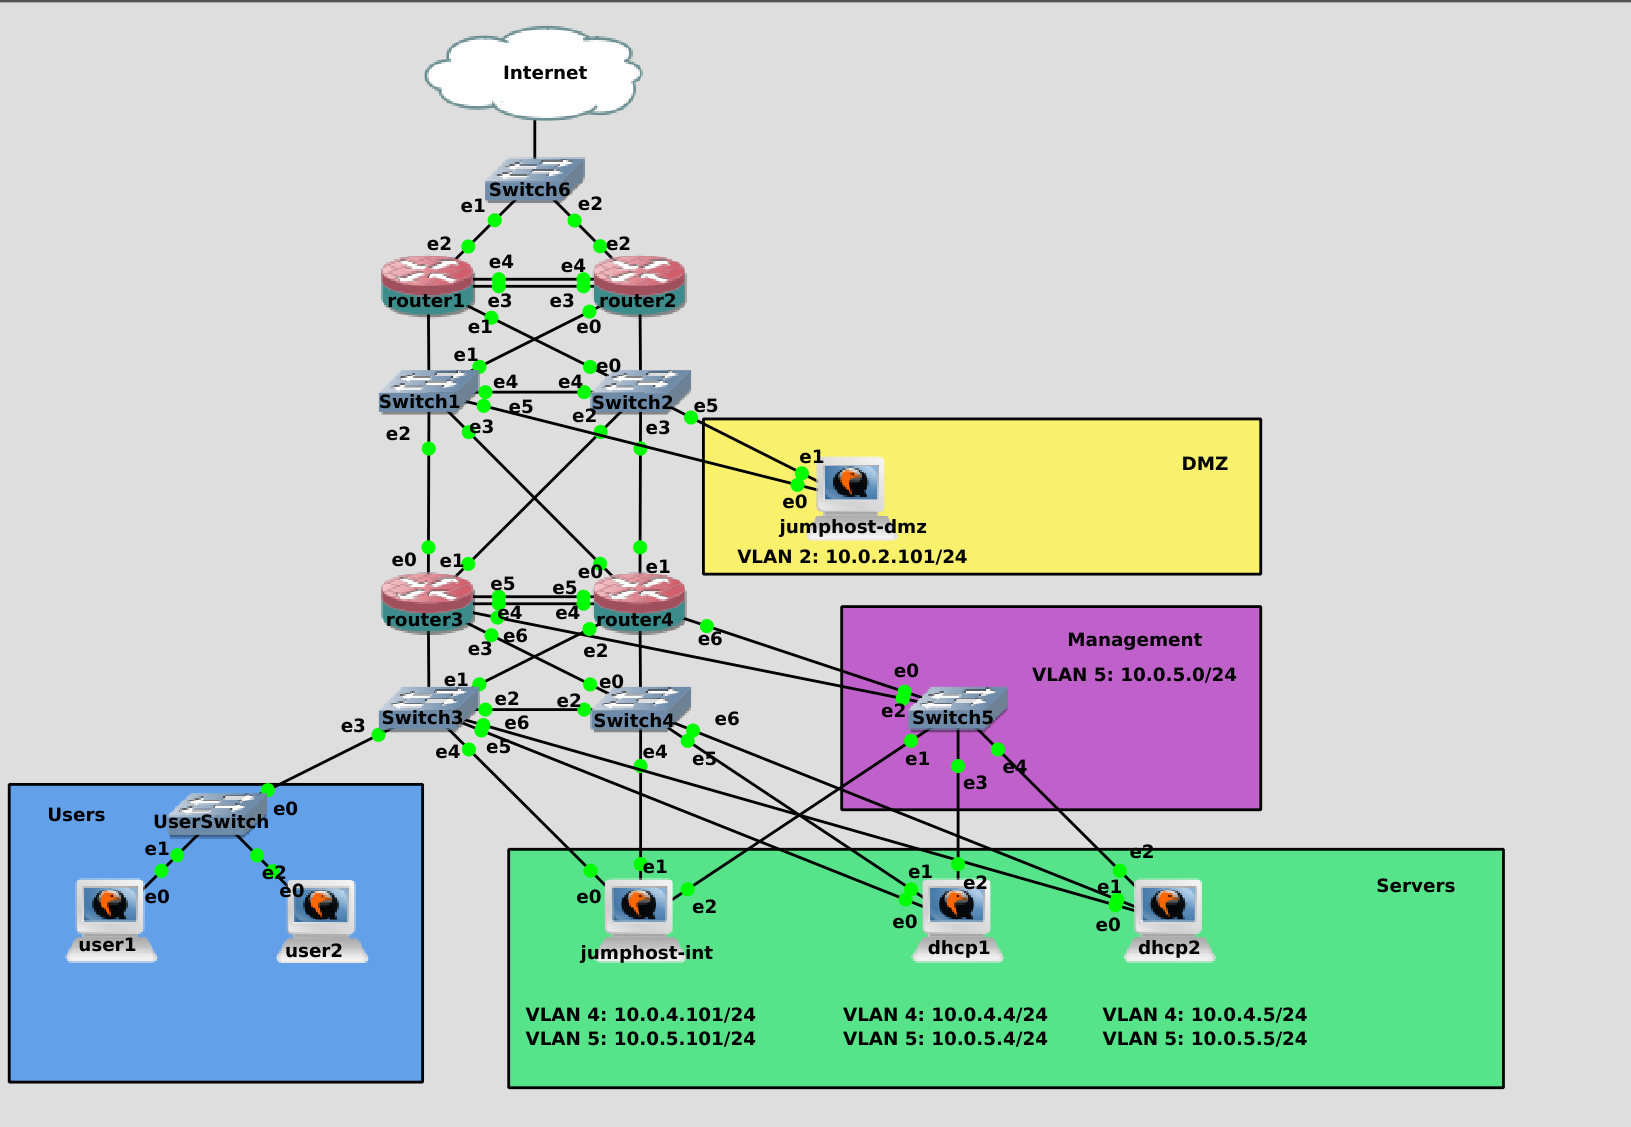 Internet
Switch6
e1
e2
e2
e2
e4
e4
router1
e3
e3
router2
e1
e0
e1
e0
e4
e4
Switch1
e5
Switch2
e5
e2
e3
e2
e3
DMZ
e1
e0
jumphost-dmz
VLAN 2: 10.0.2.101/24
e0
e1
e0
e1
e5
e5
router3
e4
e4
router4
e6
e3
e2
e6
Management
VLAN 5: 10.0.5.0/24
e1
e0
e0
e2
e2
e2
Switch3
e6
Switch4
e6
Switch5
e3
e4
e5
e4
e5
e1
e3
e4
Users
UserSwitch
e0
e1
e2
e0
e0
user1
user2
Servers
e1
e0
e2
e1
e2
e0
e2
e1
e0
jumphost-int
dhcp1
dhcp2
VLAN 4: 10.0.4.101/24
VLAN 5: 10.0.5.101/24
VLAN 4: 10.0.4.4/24
VLAN 5: 10.0.5.4/24
VLAN 4: 10.0.4.5/24
VLAN 5: 10.0.5.5/24